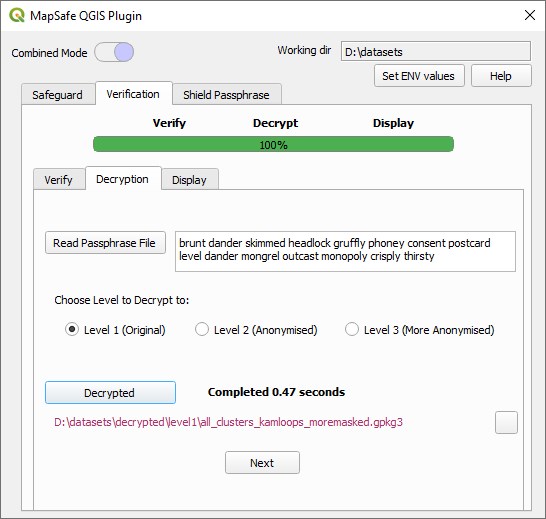 MapSafe QGIS Plugin
Combined Mode
Working dir
D:\datasets
Set ENV values
Help
Safeguard
Verification
Shield Passphrase
Verify
Decrypt
Display
100%
Verify
Decryption
Display
Read Passphrase File
brunt dander skimmed headlock gruffly phoney consent postcard
level dander mongrel outcast monopoly crisply thirsty
Choose Level to Decrypt to:
Level 1 (Original)
Level 2 (Anonymised)
Level 3 (More Anonymised)
Decrypted
Completed 0.47 seconds
D:\datasets\decrypted\level1\all_clusters_kamloops_moremasked.gpkg3
Next